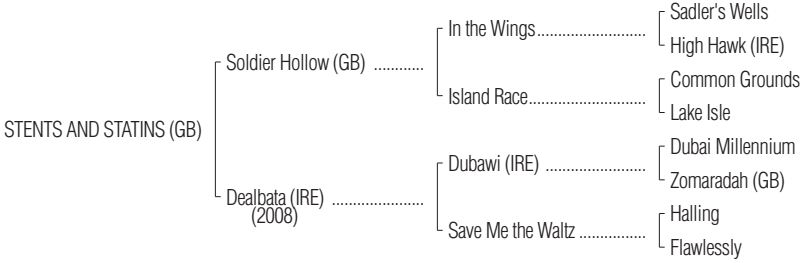 Sadler's Wells
In the Wings..........................
High Hawk (IRE)
Soldier Hollow (GB) ............
Common Grounds
Island Race............................
Lake Isle
STENTS AND STATINS (GB)
Dubai Millennium
Dubawi (IRE) ........................
Zomaradah (GB)
Dealbata (IRE) ......................
(2008)
Halling
Save Me the Waltz ................
Flawlessly